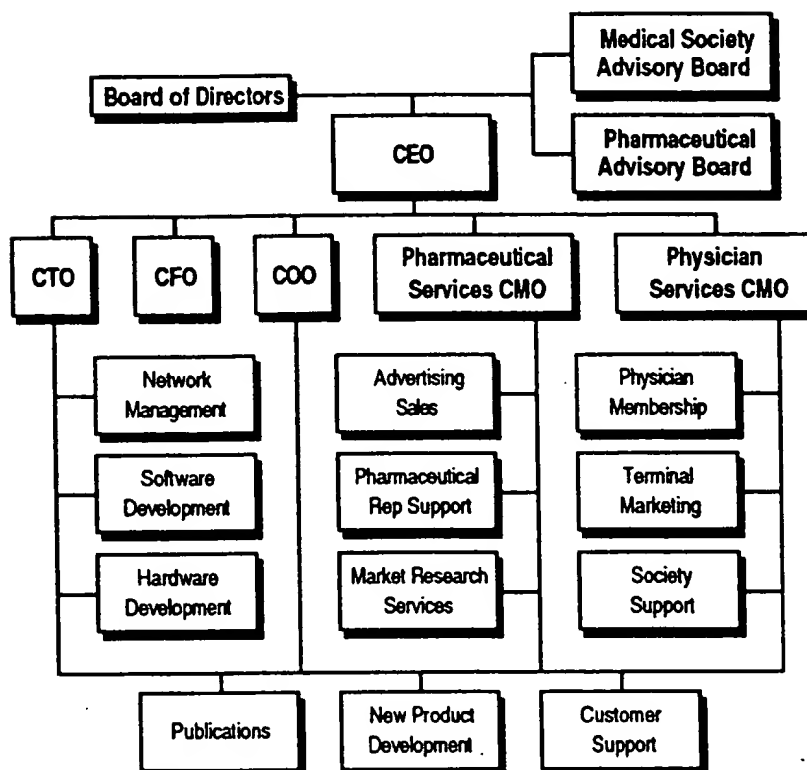 Medical Society
Advisory Board
Board of Directors
CEO
Pharmaceutical
Advisory Board
CTO
CFO
COO
Pharmaceutical
Services CMO
Physician
Services CMO
Network
Management
Advertising
Sales
Physician
Membership
Software
Development
Pharmaceutical
Rep Support
Terminal
Marketing
Hardware
Development
Market Research
Services
Society
Support
Publications
New Product
Development
Customer
Support